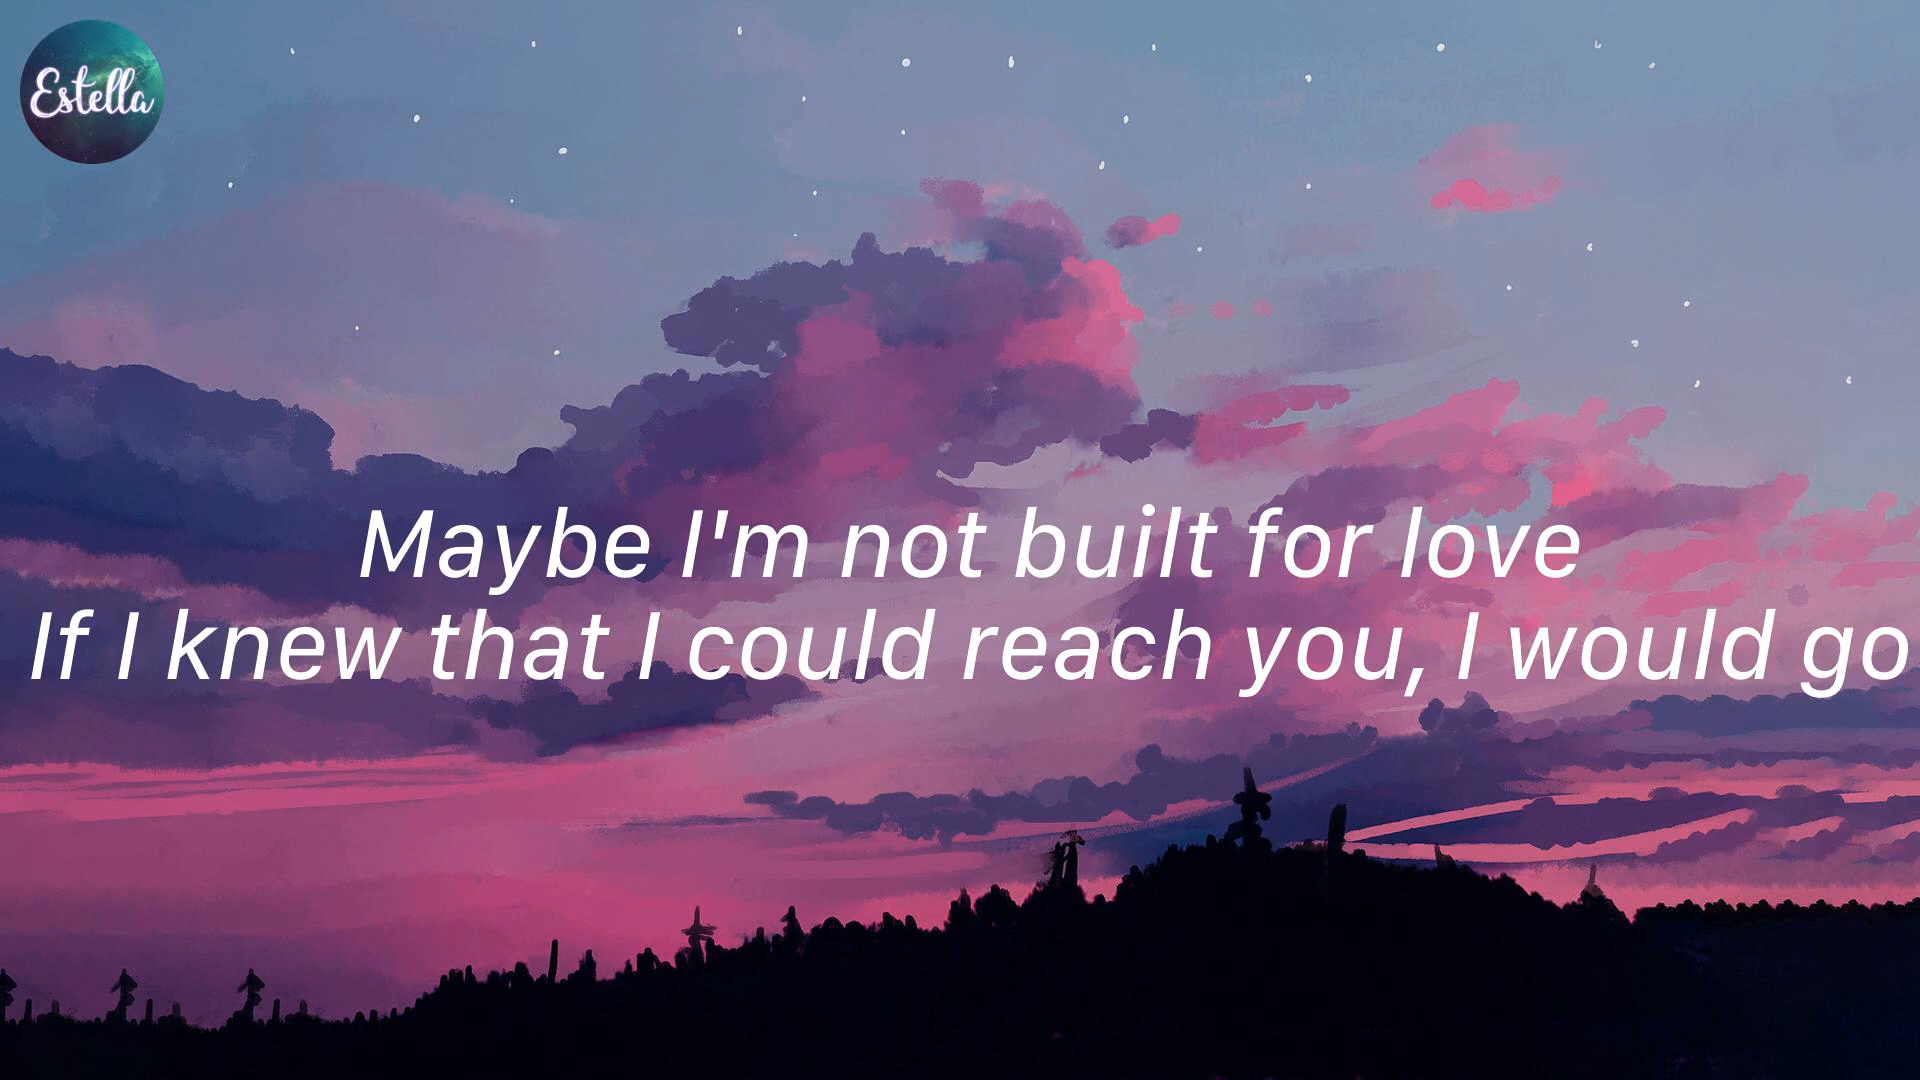 Estella
Maybe I'm not built for love
If I knew that I could reach you, I would go